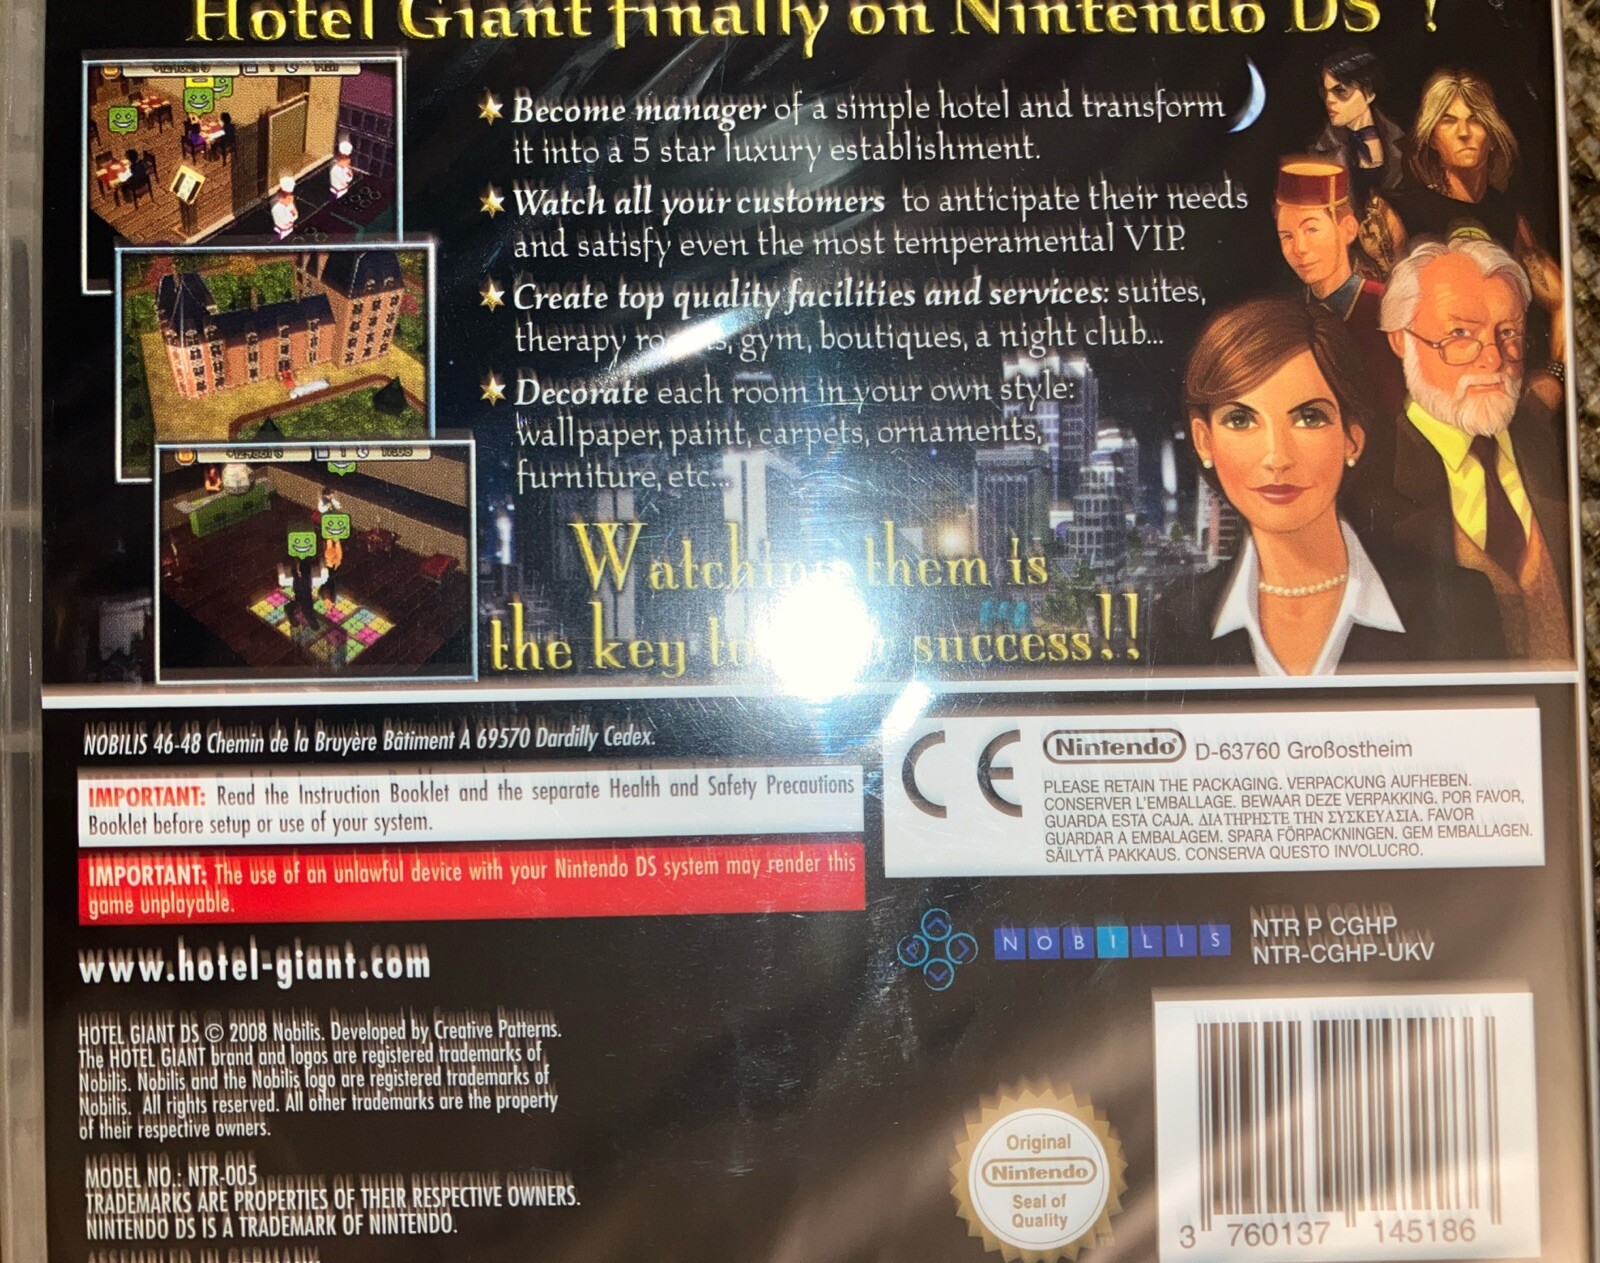 Hotel Giant finally on Nintendo DS !
Become manager of a simple hotel and transform
it into a 5 star luxury establishment.
Watch all your customers to anticipate their needs
and satisfy even the most temperamental VIP.
Create top quality facilities and services: suites,
therapy gym, boutiques, a night club...
Decorate each room in your own style:
wallpaper, paint, carpets, ornaments,
furniture, etc...
Watching them is
the key to success!!
NOBILIS 46-48 Chemin de la Bruyère Bâtiment A 69570 Dardilly Cedex.
IMPORTANT: Read the Instruction Booklet and the separate Health and Safety Precautions
Booklet before setup or use of your system.
IMPORTANT: The use of an unlawful device with your Nintendo DS system may render this
game unplayable.
www.hotel-giant.com
HOTEL GIANT DS © 2008 Nobilis. Developed by Creative Patterns.
The HOTEL GIANT brand and logos are registered trademarks of
Nobilis. Nobilis and the Nobilis logo are registered trademarks of
Nobilis. All rights reserved. All other trademarks are the property
of their respective owners.
MODEL NO.: NTR-005
TRADEMARKS ARE PROPERTIES OF THEIR RESPECTIVE OWNERS.
NINTENDO DS IS A TRADEMARK OF NINTENDO.
ASSEMBLED IN GERMANY
CE Nintendo D-63760 Großostheim
PLEASE RETAIN THE PACKAGING. VERPACKUNG AUFHEBEN.
CONSERVER L'EMBALLAGE. BEWAAR DEZE VERPAKKING. POR FAVOR,
GUARDA ESTA CAJA. ΔΙΑΤΗΡΗΣΤΕ ΤΗΝ ΣΥΣΚΕΥΑΣΙΑ. FAVOR
GUARDAR A EMBALAGEM. SPARA FÖRPACKNINGEN. GEM EMBALLAGEN.
SÄILYTÄ PAKKAUS. CONSERVA QUESTO INVOLUCRO.
NOBILIS
NTR P CGHP
NTR-CGHP-UKV
Original
Nintendo
Seal of
Quality
3 760137 145186